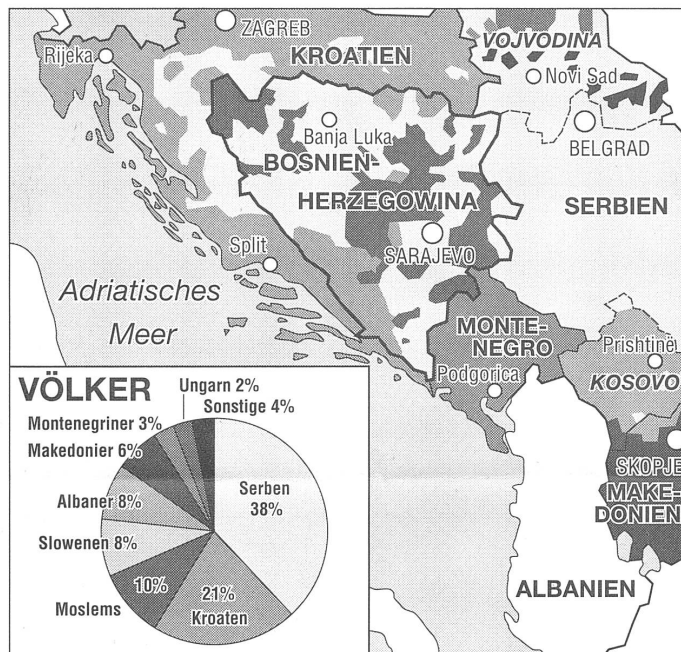 ZAGREB
Rijeka
KROATIEN
VOJVODINA
Novi Sad
Banja Luka
BELGRAD
BOSNIEN-
HERZEGOWINA
SERBIEN
Split
SARAJEVO
Adriatisches
Meer
MONTE-
NEGRO
Prishtinë
Podgorica
KOSOVO
SKOPJE
MAKE-
DONIEN
ALBANIEN
VÖLKER
Ungarn 2%
Sonstige 4%
Montenegriner 3%
Makedonier 6%
Albaner 8%
Serben
38%
Slowenen 8%
10%
Moslems
21%
Kroaten